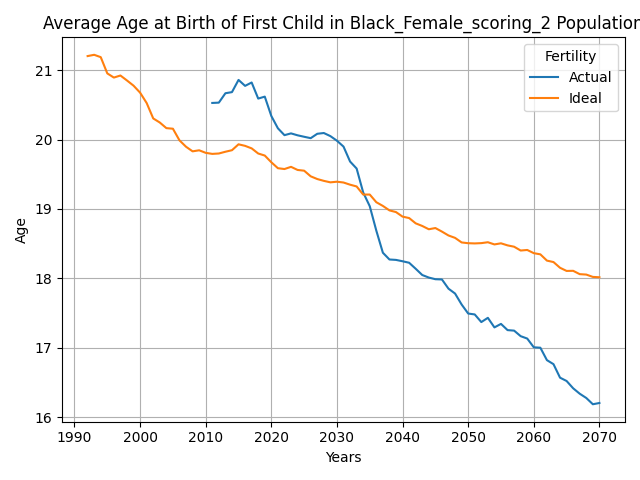 Average Age at Birth of First Child in Black_Female_scoring_2 Population
Fertility
Actual
Ideal
Age
21
20
19
18
17
16
1990
2000
2010
2020
2030
2040
2050
2060
2070
Years